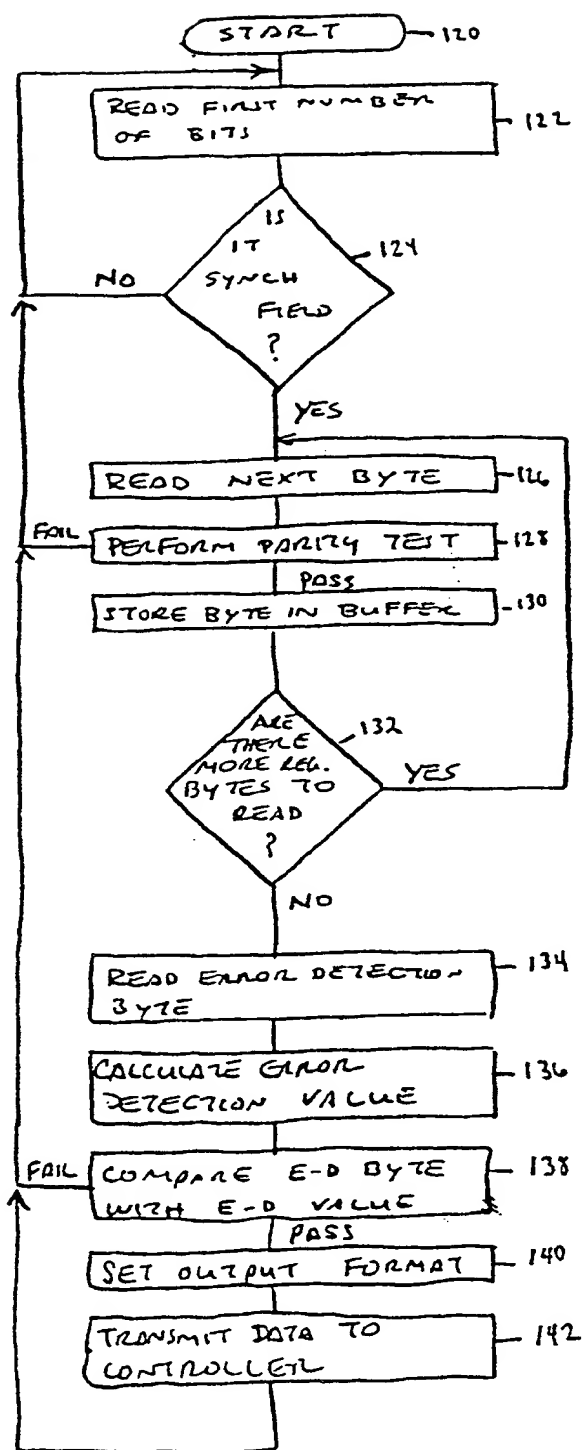 START
120
READ FIRST NUMBER
OF BITS
122
IS
IT
SYNCH
FIELD
?
124
NO
YES
READ NEXT BYTE
126
FAIL
PERFORM PARITY TEST
128
PASS
STORE BYTE IN BUFFER
130
ARE
THERE
MORE REG.
BYTES TO
READ
?
132
YES
NO
READ ERROR DETECTION
BYTE
134
CALCULATE ERROR
DETECTION VALUE
136
FAIL
COMPARE E-D BYTE
WITH E-D VALUE
138
PASS
SET OUTPUT FORMAT
140
TRANSMIT DATA TO
CONTROLLER
142